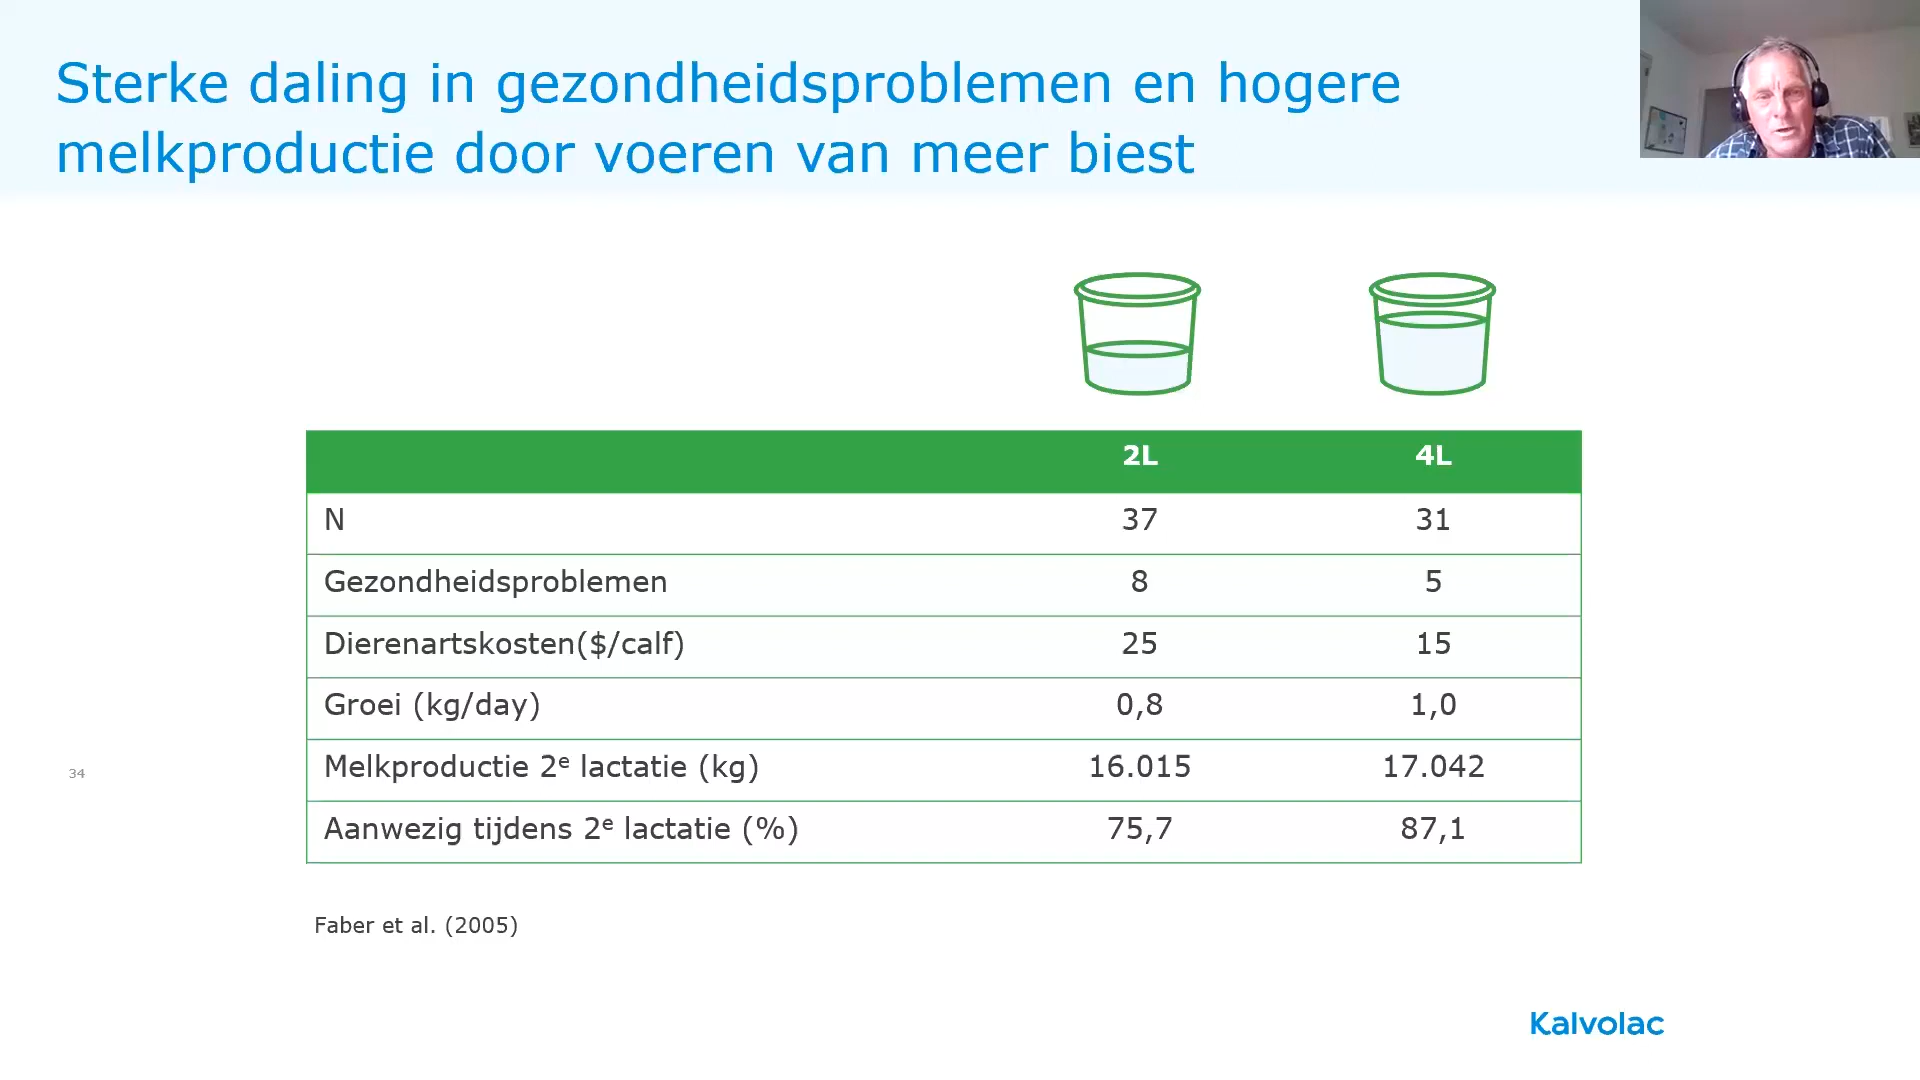 Sterke daling in gezondheidsproblemen en hogere
melkproductie door voeren van meer biest
2L 4L
N 37 31
Gezondheidsproblemen 8 5
Dierenartskosten($/calf) 25 15
Groei (kg/day) 0,8 1,0
Melkproductie 2e lactatie (kg) 16.015 17.042
Aanwezig tijdens 2e lactatie (%) 75,7 87,1
34
Faber et al. (2005)
Kalvolac